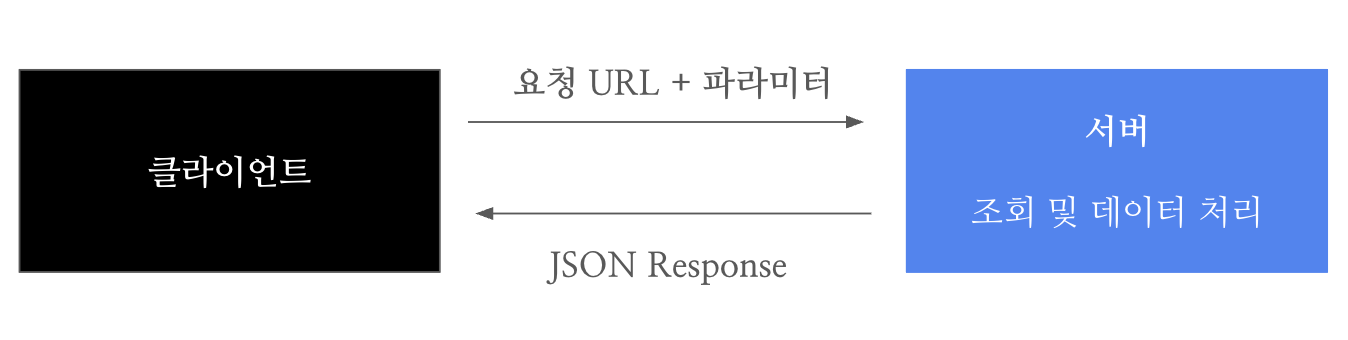 요청 URL + 파라미터
클라이언트
서버
조회 및 데이터 처리
JSON Response